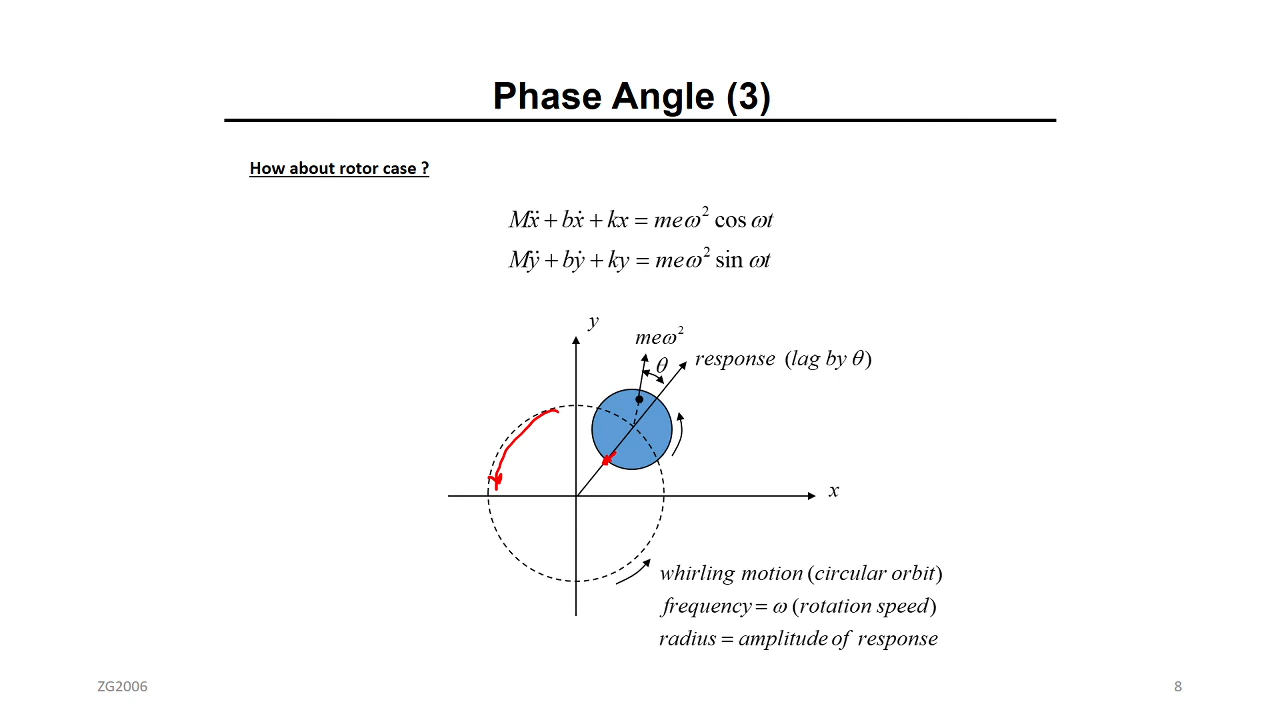 Phase Angle (3)
How about rotor case ?
Mẍ + bẋ + kx = meω² cos ωt
Mÿ + bẏ + ky = meω² sin ωt
y
meω²
θ
response (lag by θ)
x
whirling motion (circular orbit)
frequency = ω (rotation speed)
radius = amplitude of response
ZG2006
8